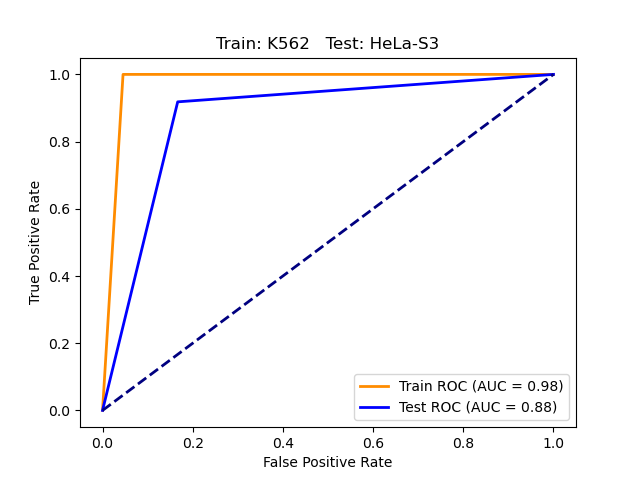 Train: K562   Test: HeLa-S3
1.0
0.8
0.6
0.4
0.2
0.0
True Positive Rate
Train ROC (AUC = 0.98)
Test ROC (AUC = 0.88)
0.0 0.2 0.4 0.6 0.8 1.0
False Positive Rate